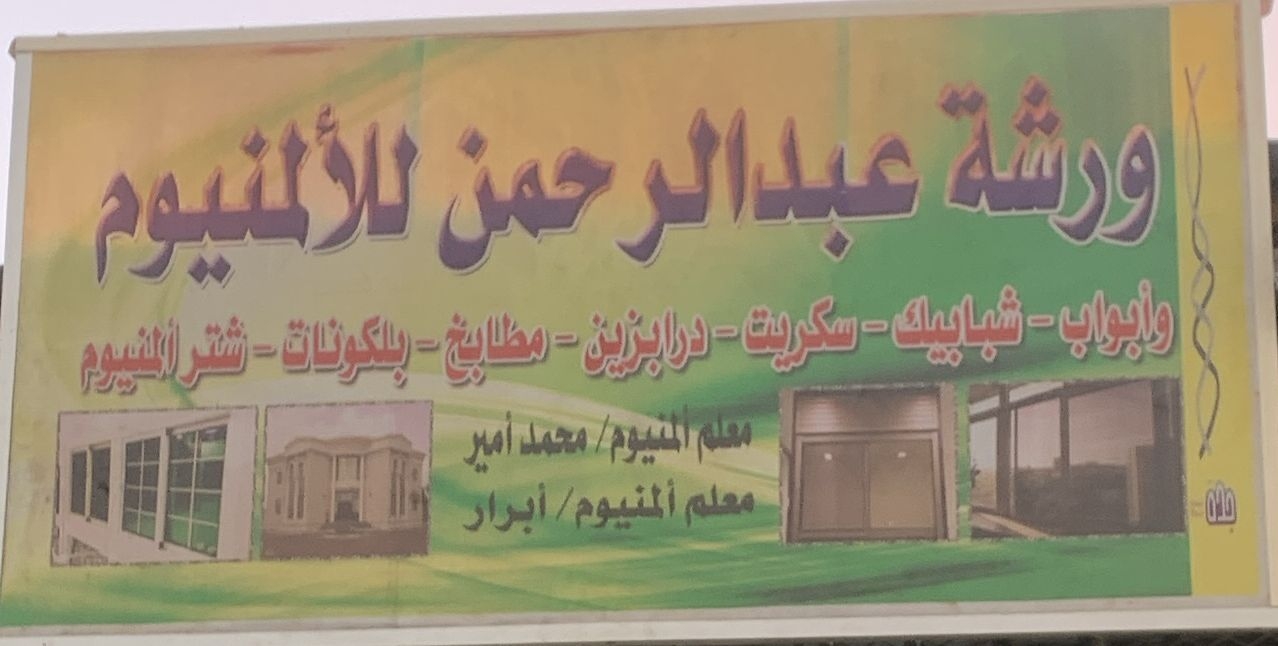 ورشة عبدالرحمن للألمنيوم
وأبواب - شبابيك - سكريت - درابزين - مطابخ - بلكونات - شتر ألمنيوم
معلم ألمنيوم/ محمد أمير
معلم ألمنيوم/ أبرار